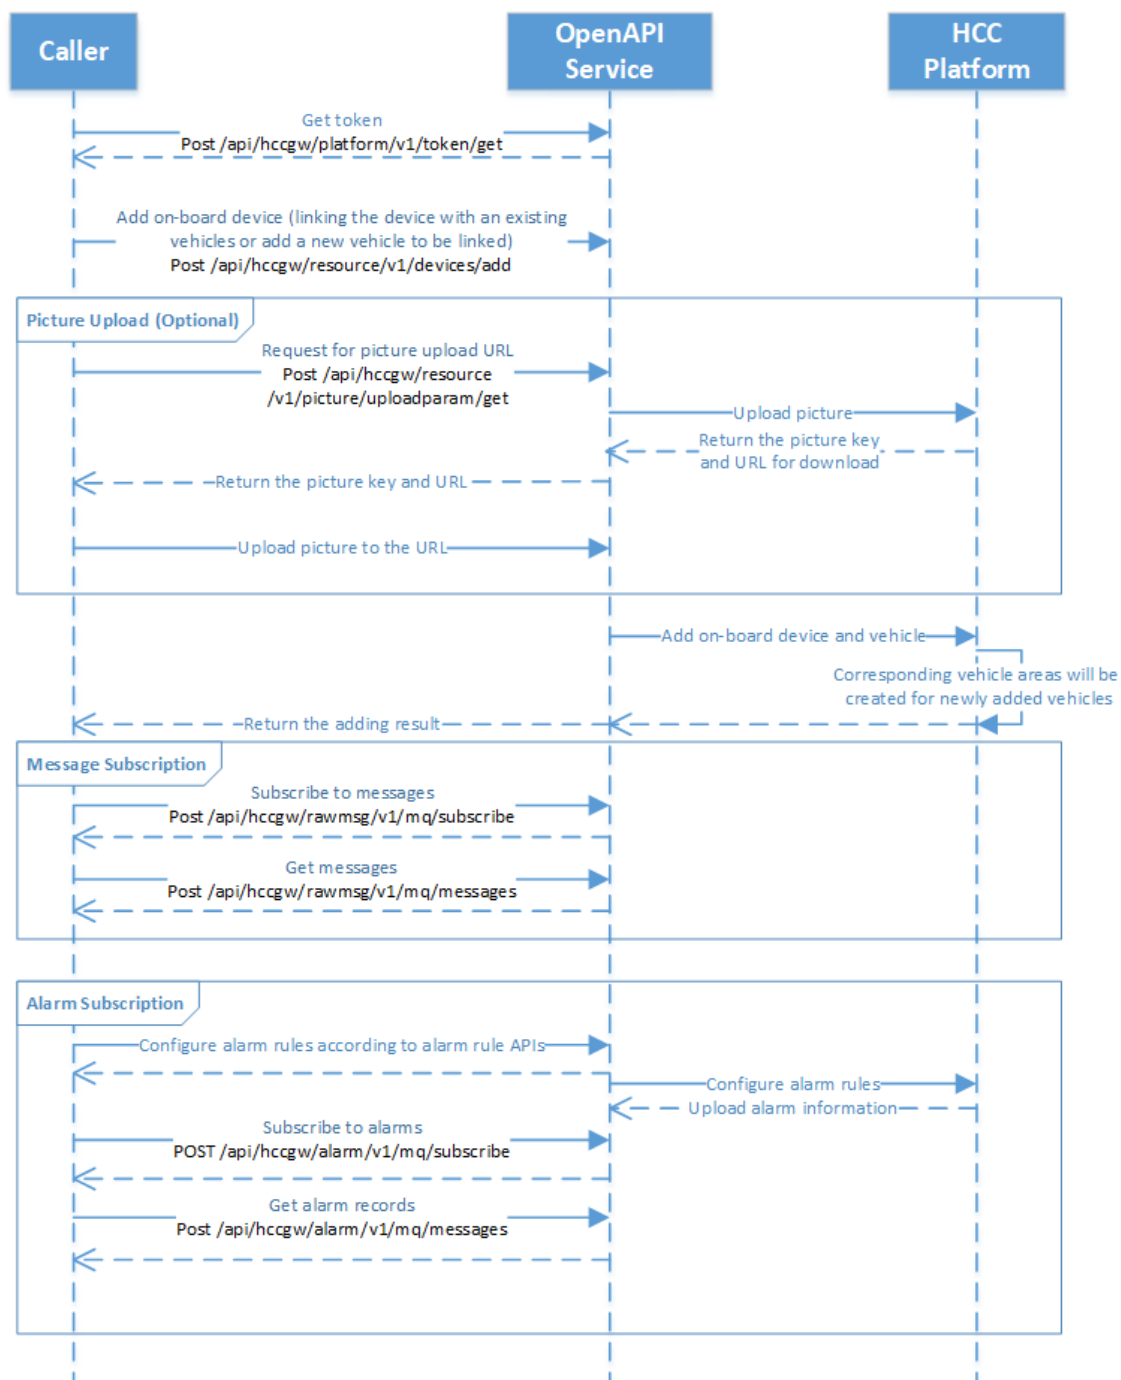 Caller
OpenAPI
Service
HCC
Platform
Get token
Post /api/hccgw/platform/v1/token/get
Add on-board device (linking the device with an existing
vehicles or add a new vehicle to be linked)
Post /api/hccgw/resource/v1/devices/add
Picture Upload (Optional)
Request for picture upload URL
Post /api/hccgw/resource
/v1/picture/uploadparam/get
Upload picture
Return the picture key
and URL for download
Return the picture key and URL
Upload picture to the URL
Add on-board device and vehicle
Corresponding vehicle areas will be
created for newly added vehicles
Return the adding result
Message Subscription
Subscribe to messages
Post /api/hccgw/rawmsg/v1/mq/subscribe
Get messages
Post /api/hccgw/rawmsg/v1/mq/messages
Alarm Subscription
Configure alarm rules according to alarm rule APIs
Configure alarm rules
Upload alarm information
Subscribe to alarms
POST /api/hccgw/alarm/v1/mq/subscribe
Get alarm records
Post /api/hccgw/alarm/v1/mq/messages